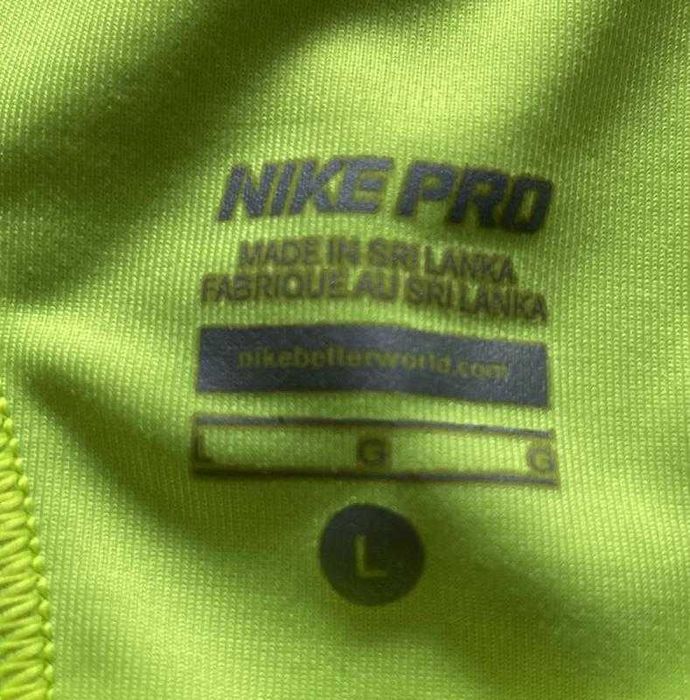 NIKE PRO
MADE IN SRI LANKA
FABRIQUE AU SRI LANKA
nikebetterworld.com
L G G
L